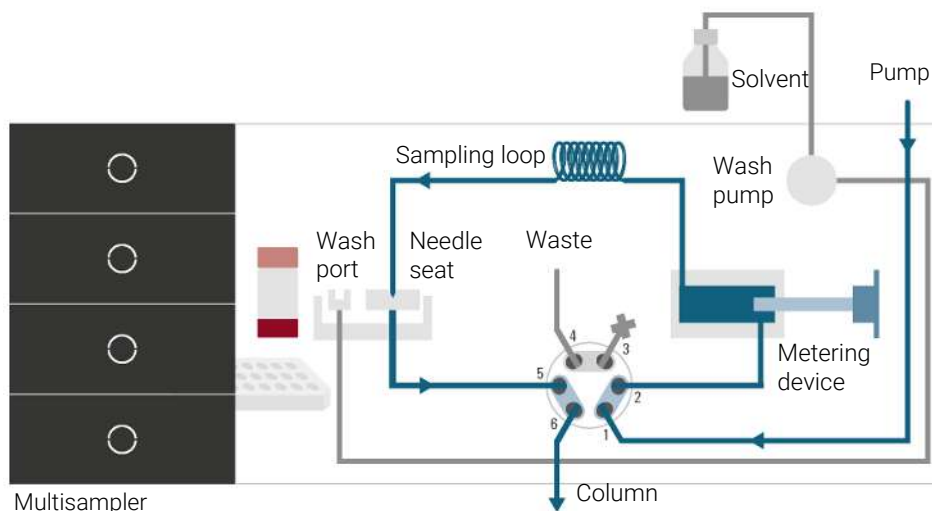 Solvent
Pump
Sampling loop
Wash
pump
Wash
port
Needle
seat
Waste
4
3
5
2
6
1
Metering
device
Column
Multisampler